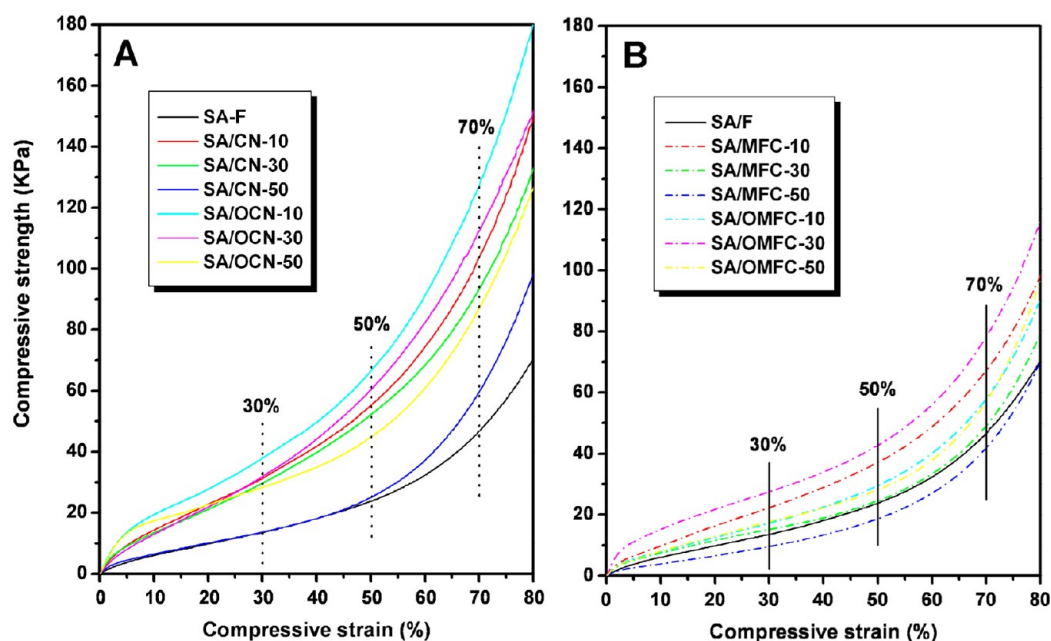 A
SA-F
SA/CN-10
SA/CN-30
SA/CN-50
SA/OCN-10
SA/OCN-30
SA/OCN-50
30%
50%
70%
180
160
140
120
100
80
60
40
20
0
0 10 20 30 40 50 60 70 80
Compressive strength (KPa)
Compressive strain (%)
B
SA/F
SA/MFC-10
SA/MFC-30
SA/MFC-50
SA/OMFC-10
SA/OMFC-30
SA/OMFC-50
30%
50%
70%
180
160
140
120
100
80
60
40
20
0
0 10 20 30 40 50 60 70 80
Compressive strain (%)